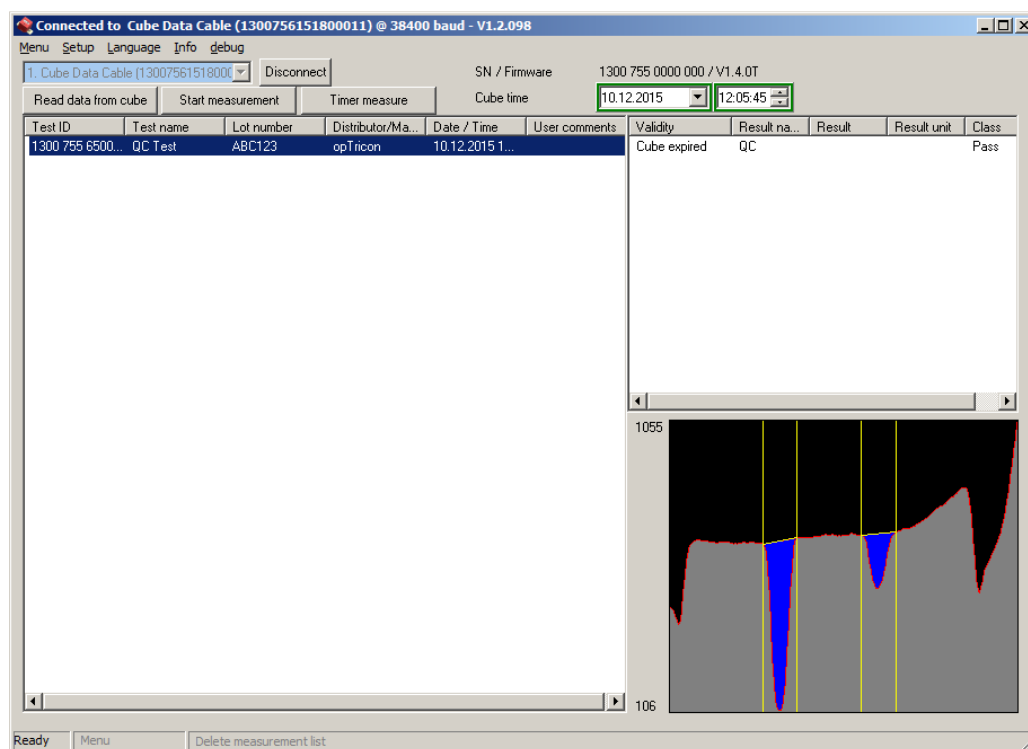 Connected to Cube Data Cable (1300756151800011) @ 38400 baud - V1.2.098
Menu Setup Language Info debug
1. Cube Data Cable (1300756151800( Disconnect SN / Firmware 1300 755 0000 000 / V1.4.0T
Read data from cube Start measurement Timer measure Cube time 10.12.2015 12:05:45
Test ID Test name Lot number Distributor/Ma... Date / Time User comments Validity Result na... Result Result unit Class
1300 755 6500... QC Test ABC123 opTricon 10.12.2015 1... Cube expired QC Pass
1055
106
Ready Menu Delete measurement list